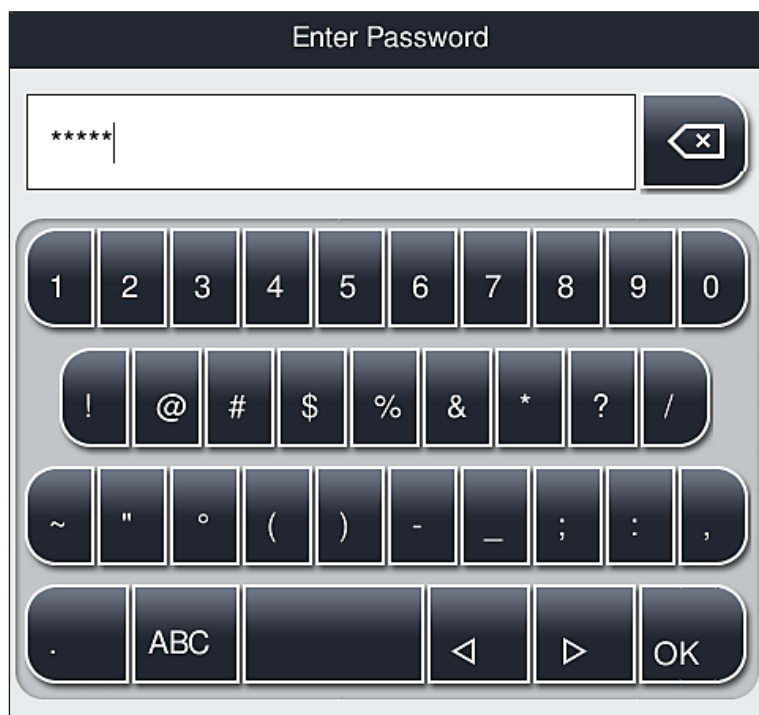 Enter Password
*****
1 2 3 4 5 6 7 8 9 0
! @ # $ % & * ? /
~ " ° ( ) - _ ; : ,
. ABC ◁ ▷ OK